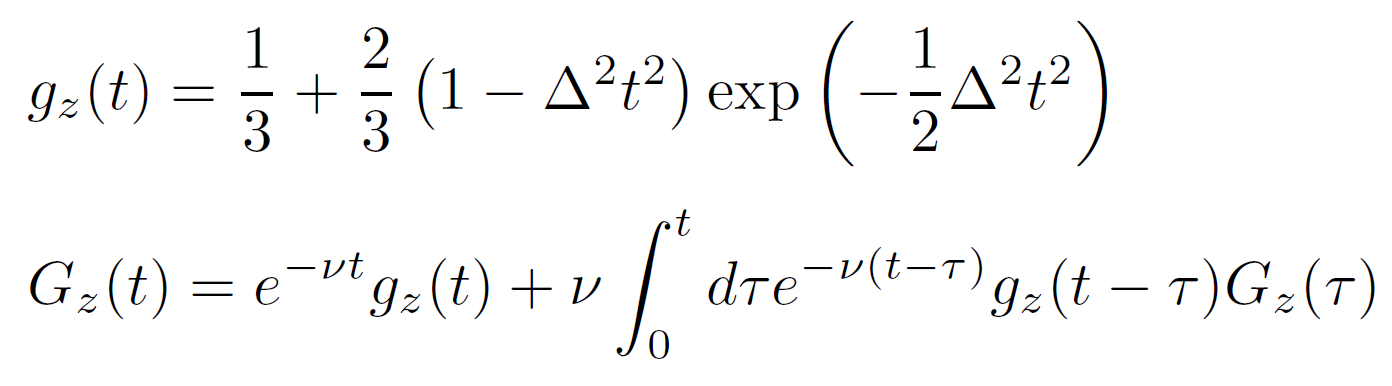 g_z(t) = \frac{1}{3} + \frac{2}{3} \left(1 - \Delta^2 t^2\right) \exp\left(-\frac{1}{2}\Delta^2 t^2\right)
G_z(t) = e^{-\nu t} g_z(t) + \nu \int_0^t d\tau e^{-\nu(t-\tau)} g_z(t - \tau) G_z(\tau)